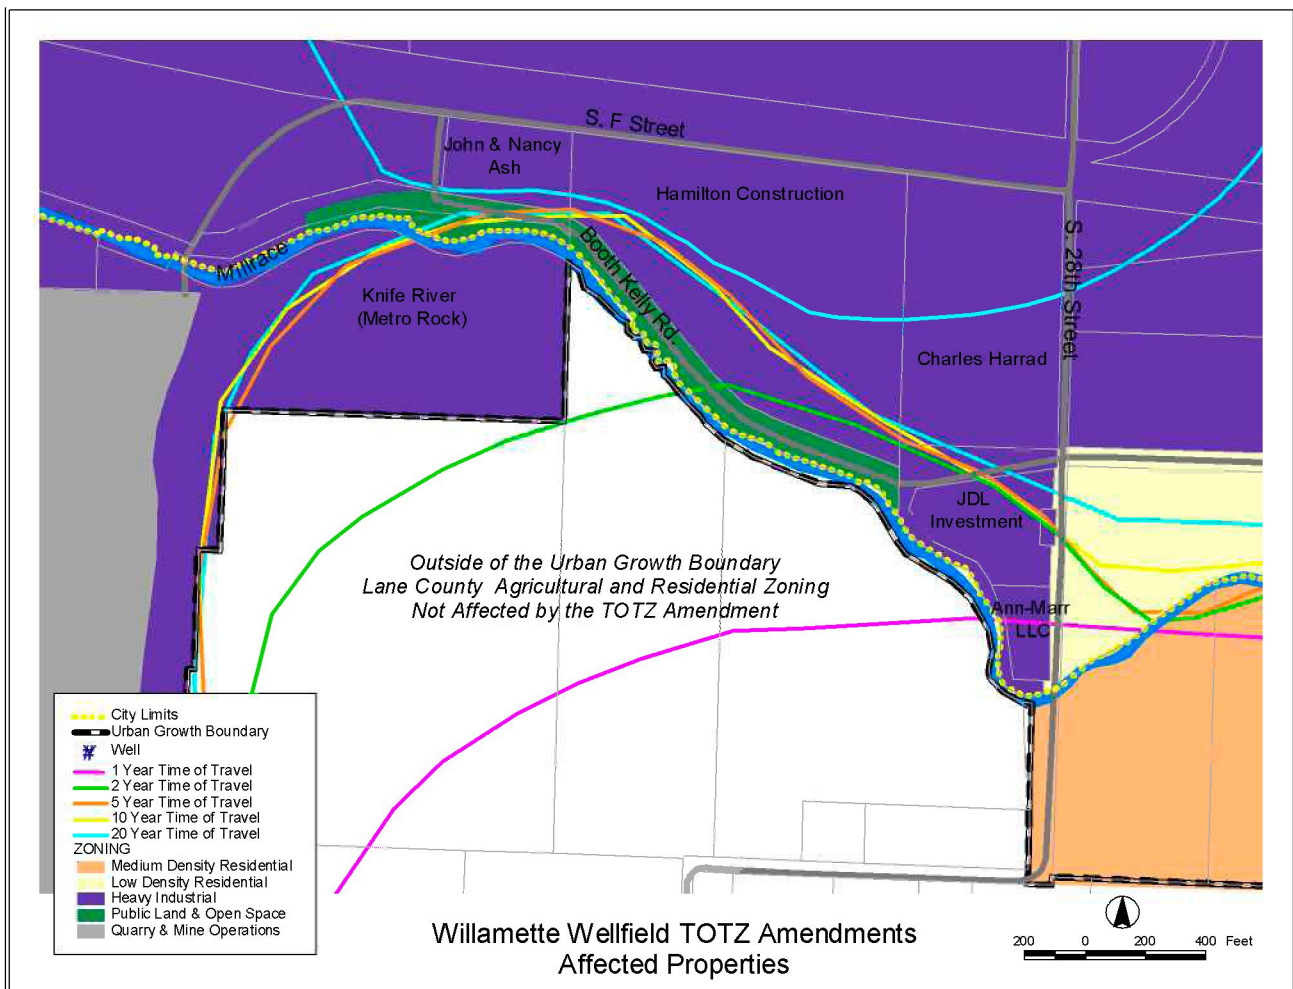 S. F Street
John & Nancy
Ash
Hamilton Construction
S. 28th Street
Millrace
Booth Kelly Rd.
Knife River
(Metro Rock)
Charles Harrad
JDL
Investment
Outside of the Urban Growth Boundary
Lane County Agricultural and Residential Zoning
Not Affected by the TOTZ Amendment
Ann-Marr
LLC
City Limits
Urban Growth Boundary
Well
1 Year Time of Travel
2 Year Time of Travel
5 Year Time of Travel
10 Year Time of Travel
20 Year Time of Travel
ZONING
Medium Density Residential
Low Density Residential
Heavy Industrial
Public Land & Open Space
Quarry & Mine Operations
Willamette Wellfield TOTZ Amendments
Affected Properties
200 0 200 400 Feet